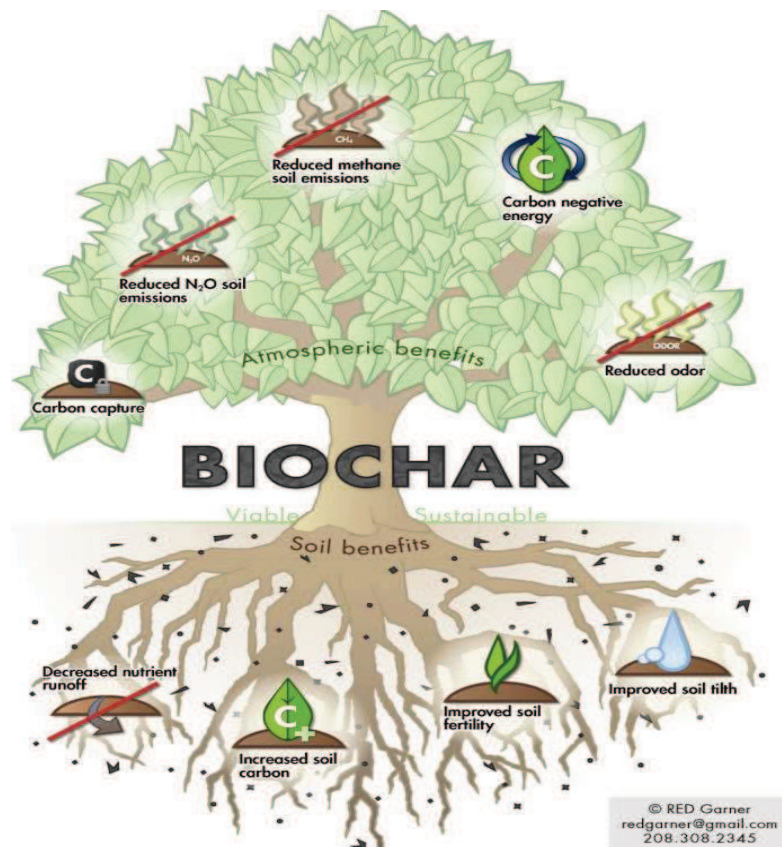 CH₄
Reduced methane
soil emissions
C
Carbon negative
energy
N₂O
Reduced N₂O soil
emissions
ODOR
Reduced odor
Atmospheric benefits
C
Carbon capture
BIOCHAR
Viable Sustainable
Soil benefits
Decreased nutrient
runoff
C
Increased soil
carbon
Improved soil
fertility
Improved soil tilth
© RED Garner
redgarner@gmail.com
208.308.2345